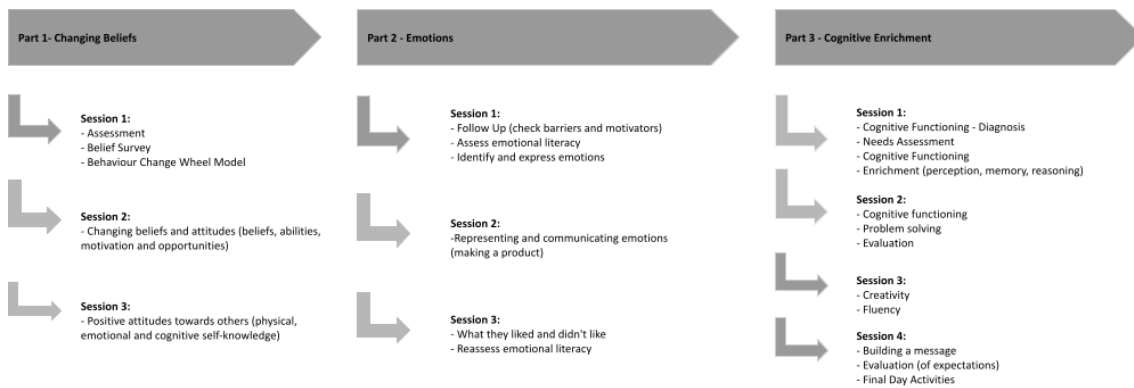 Part 1- Changing Beliefs
Session 1:
- Assessment
- Belief Survey
- Behaviour Change Wheel Model
Session 2:
- Changing beliefs and attitudes (beliefs, abilities,
motivation and opportunities)
Session 3:
- Positive attitudes towards others (physical,
emotional and cognitive self-knowledge)
Part 2 - Emotions
Session 1:
- Follow Up (check barriers and motivators)
- Assess emotional literacy
- Identify and express emotions
Session 2:
-Representing and communicating emotions
(making a product)
Session 3:
- What they liked and didn't like
- Reassess emotional literacy
Part 3 - Cognitive Enrichment
Session 1:
- Cognitive Functioning - Diagnosis
- Needs Assessment
- Cognitive Functioning
- Enrichment (perception, memory, reasoning)
Session 2:
- Cognitive functioning
- Problem solving
- Evaluation
Session 3:
- Creativity
- Fluency
Session 4:
- Building a message
- Evaluation (of expectations)
- Final Day Activities